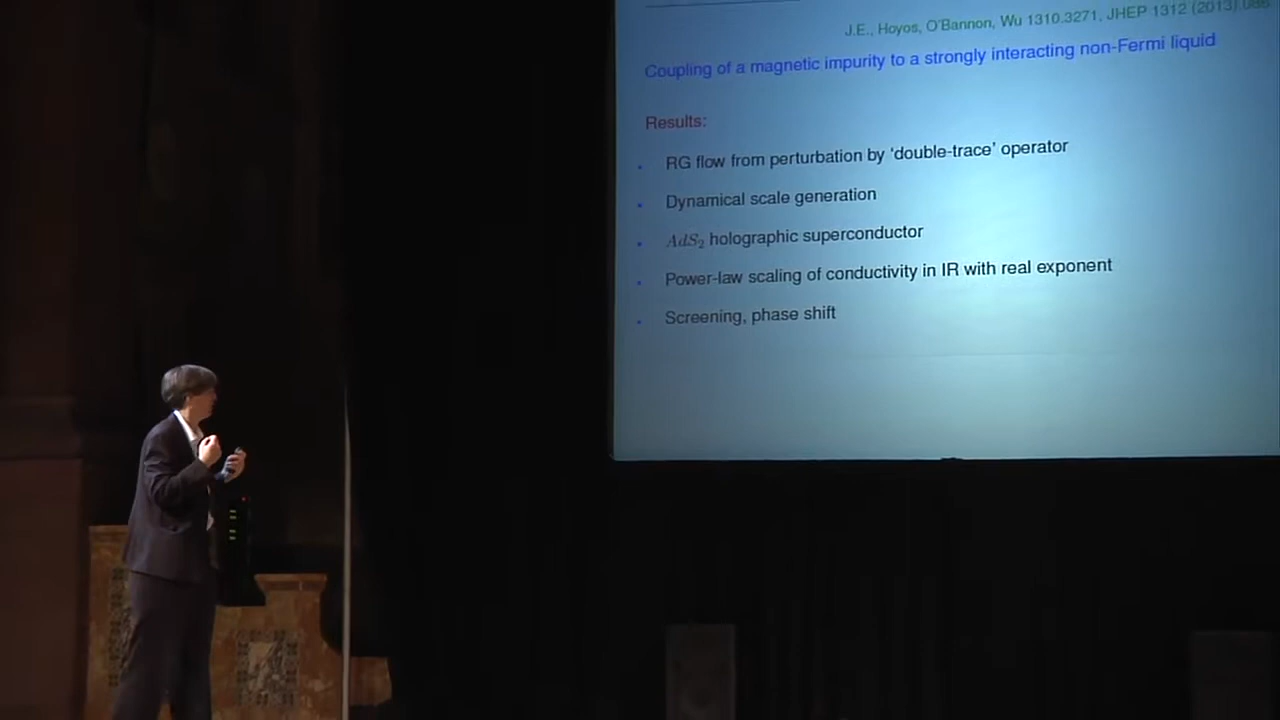 J.E., Hoyos, O'Bannon, Wu 1310.3271, JHEP 1312 (2013) 086
Coupling of a magnetic impurity to a strongly interacting non-Fermi liquid
Results:
RG flow from perturbation by 'double-trace' operator
Dynamical scale generation
AdS₂ holographic superconductor
Power-law scaling of conductivity in IR with real exponent
Screening, phase shift